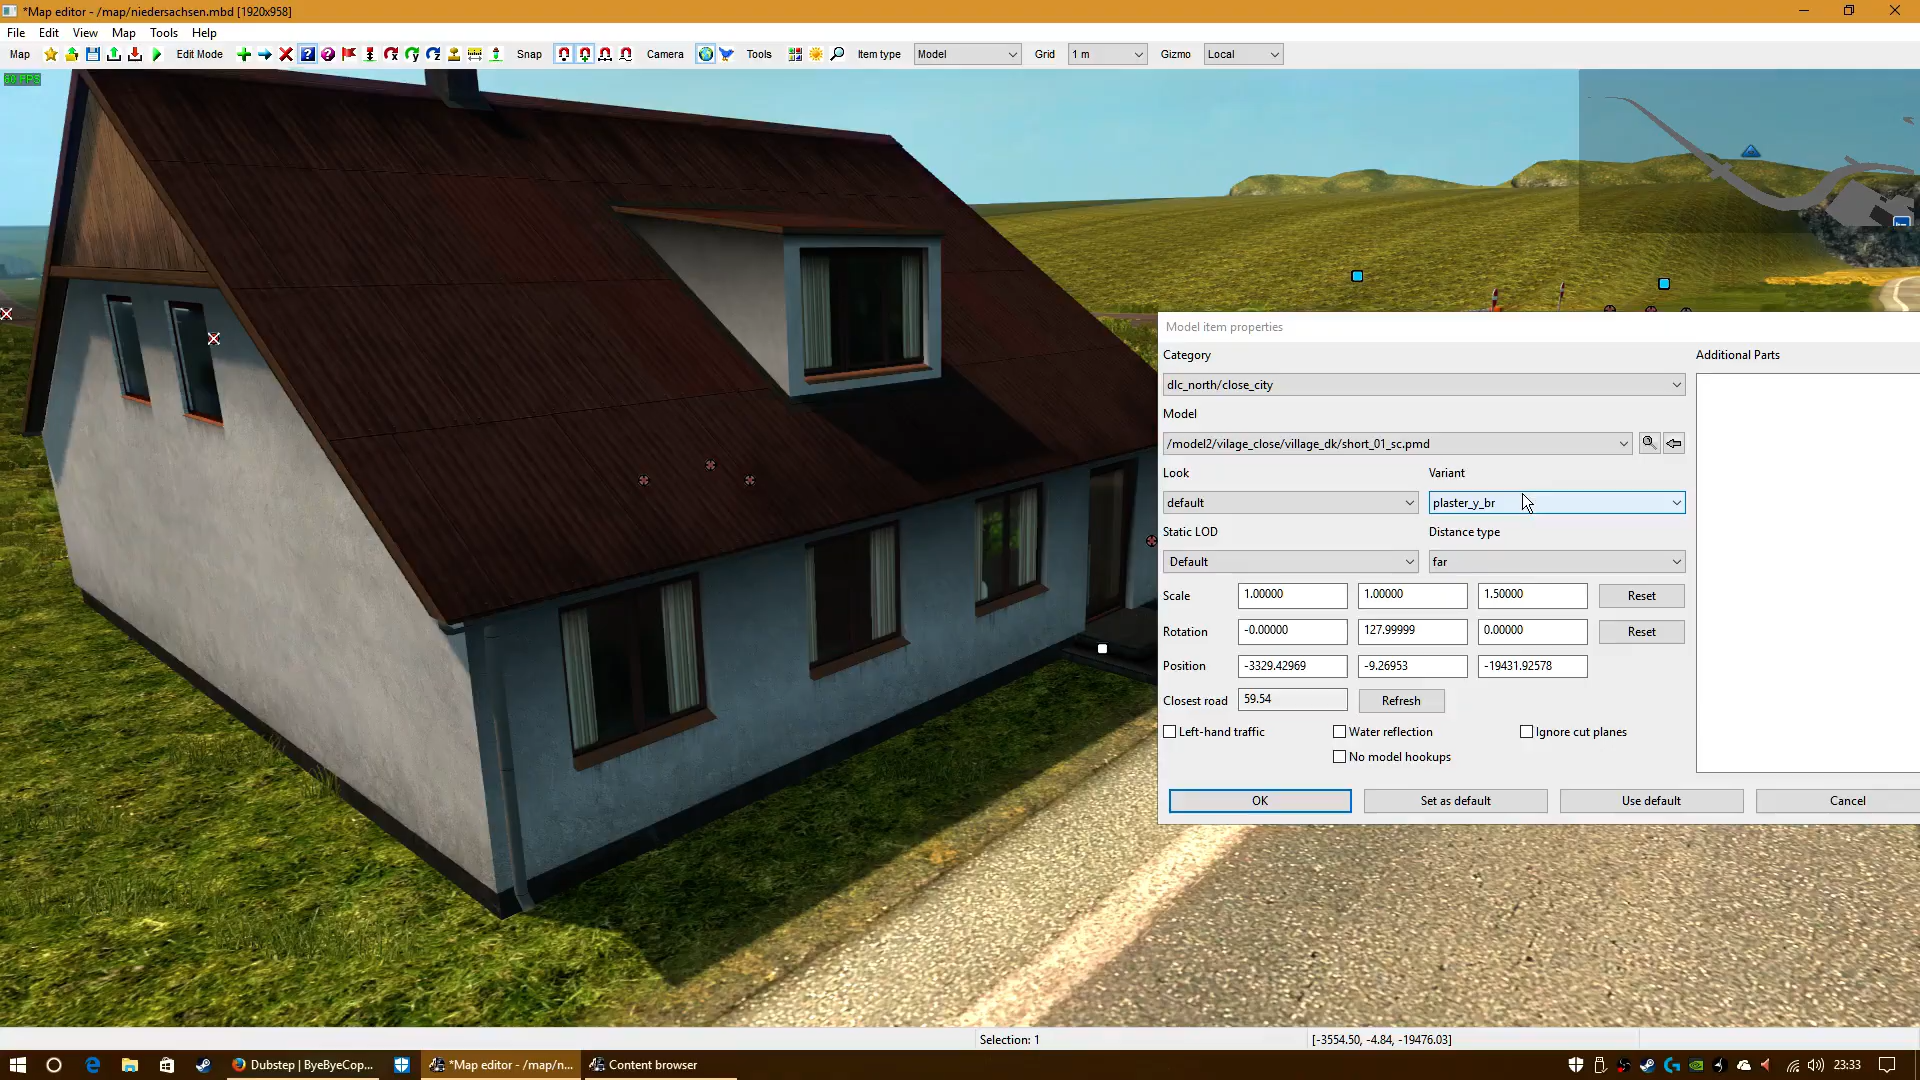 *Map editor - /map/niedersachsen.mbd [1920x958]
File Edit View Map Tools Help
Map Edit Mode Snap Camera Tools Item type Model Grid 1 m Gizmo Local
60 FPS
Model item properties
Category Additional Parts
dlc_north/close_city
Model
/model2/vilage_close/village_dk/short_01_sc.pmd
Look Variant
default plaster_y_br
Static LOD Distance type
Default far
Scale 1.00000 1.00000 1.50000 Reset
Rotation -0.00000 127.99999 0.00000 Reset
Position -3329.42969 -9.26953 -19431.92578
Closest road 59.54 Refresh
Left-hand traffic Water reflection Ignore cut planes
No model hookups
OK Set as default Use default Cancel
Selection: 1 [-3554.50, -4.84, -19476.03]
Dubstep | ByeByeCop... *Map editor - /map/n... Content browser 23:33